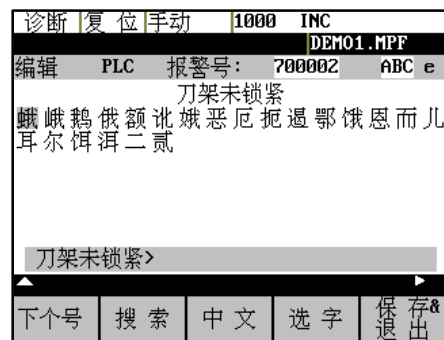 诊断 复 位 手动 1000 INC
DEMO1.MPF
编辑 PLC 报警号: 700002 ABC e
刀架未锁紧
蛾峨鹅俄额讹娥恶厄扼遏鄂饿恩而儿
耳尔饵洱二贰
刀架未锁紧>
下个号 搜 索 中 文 选 字 保 存&
退 出